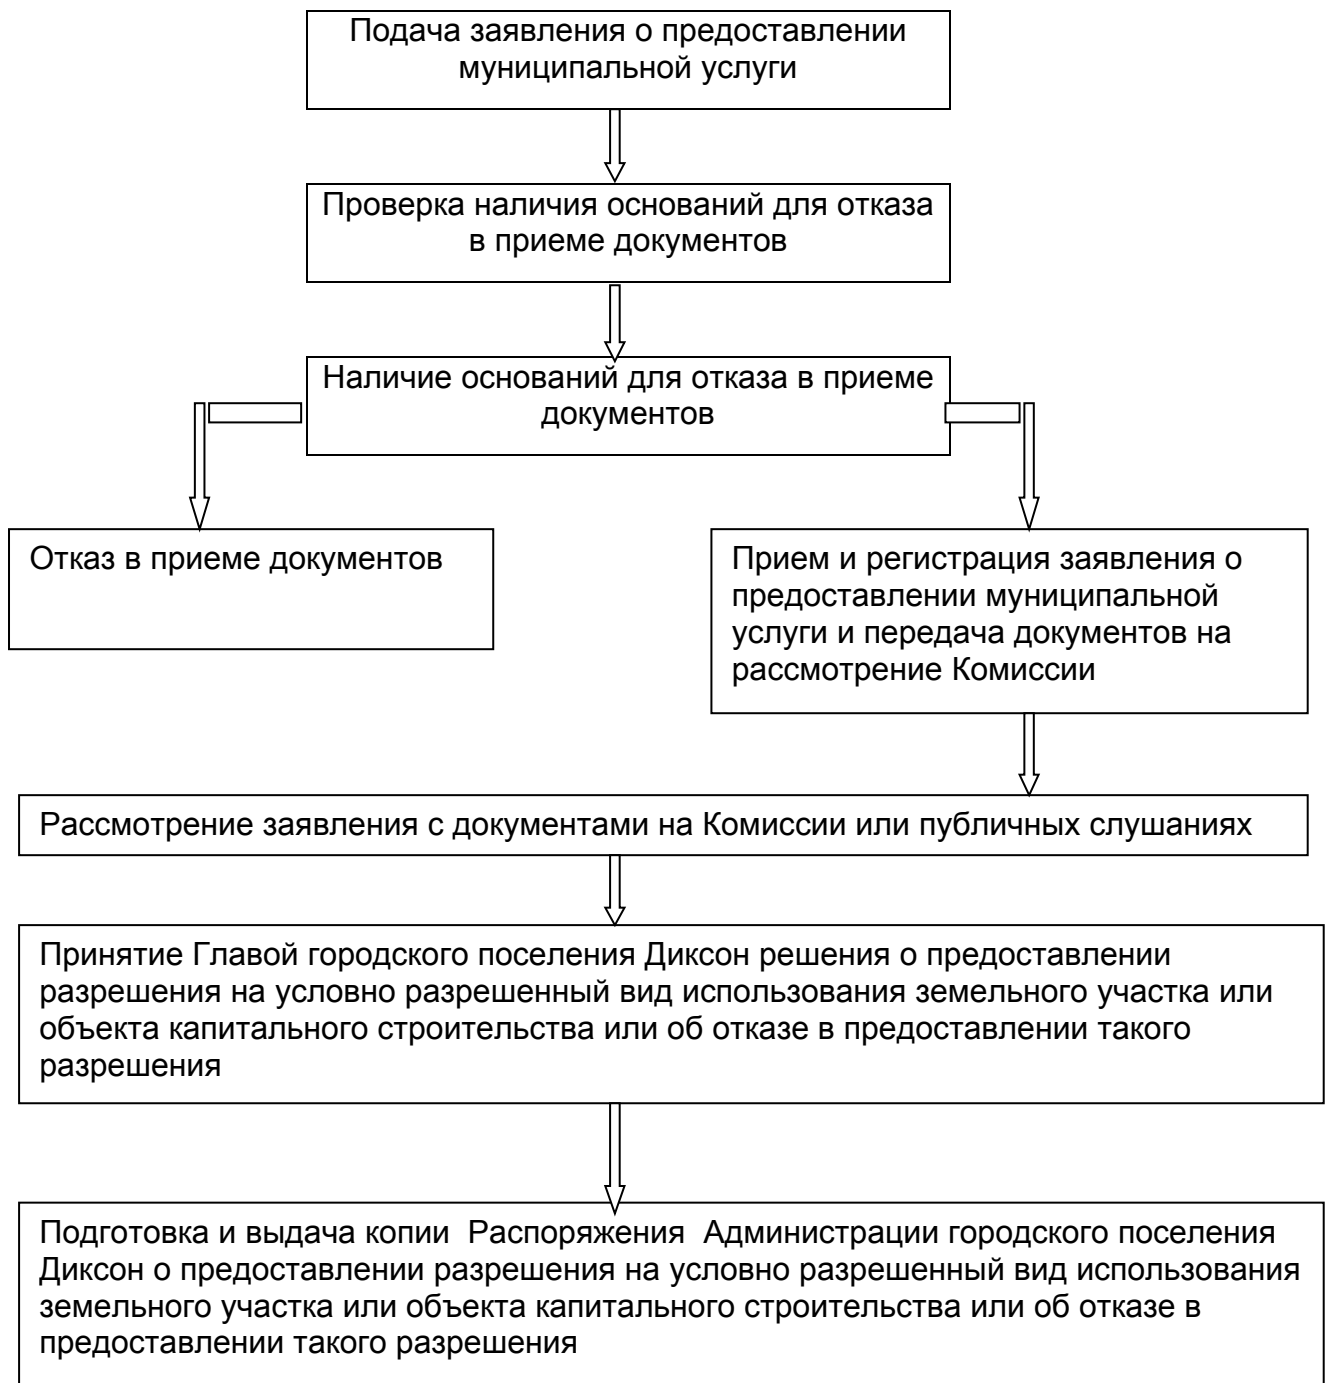 Подача заявления о предоставлении
муниципальной услуги
Проверка наличия оснований для отказа
в приеме документов
Наличие оснований для отказа в приеме
документов
Отказ в приеме документов
Прием и регистрация заявления о
предоставлении муниципальной
услуги и передача документов на
рассмотрение Комиссии
Рассмотрение заявления с документами на Комиссии или публичных слушаниях
Принятие Главой городского поселения Диксон решения о предоставлении
разрешения на условно разрешенный вид использования земельного участка или
объекта капитального строительства или об отказе в предоставлении такого
разрешения
Подготовка и выдача копии  Распоряжения  Администрации городского поселения
Диксон о предоставлении разрешения на условно разрешенный вид использования
земельного участка или объекта капитального строительства или об отказе в
предоставлении такого разрешения